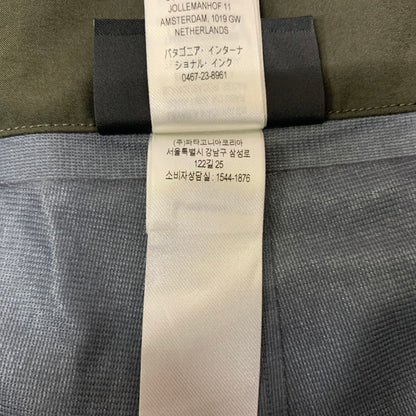 JOLLEMANHOF 11
AMSTERDAM, 1019 GW
NETHERLANDS
パタゴニア・インターナ
ショナル・インク
0467-23-8961
(주)파타고니아코리아
서울특별시 강남구 삼성로
122길 25
소비자상담실 : 1544-1876